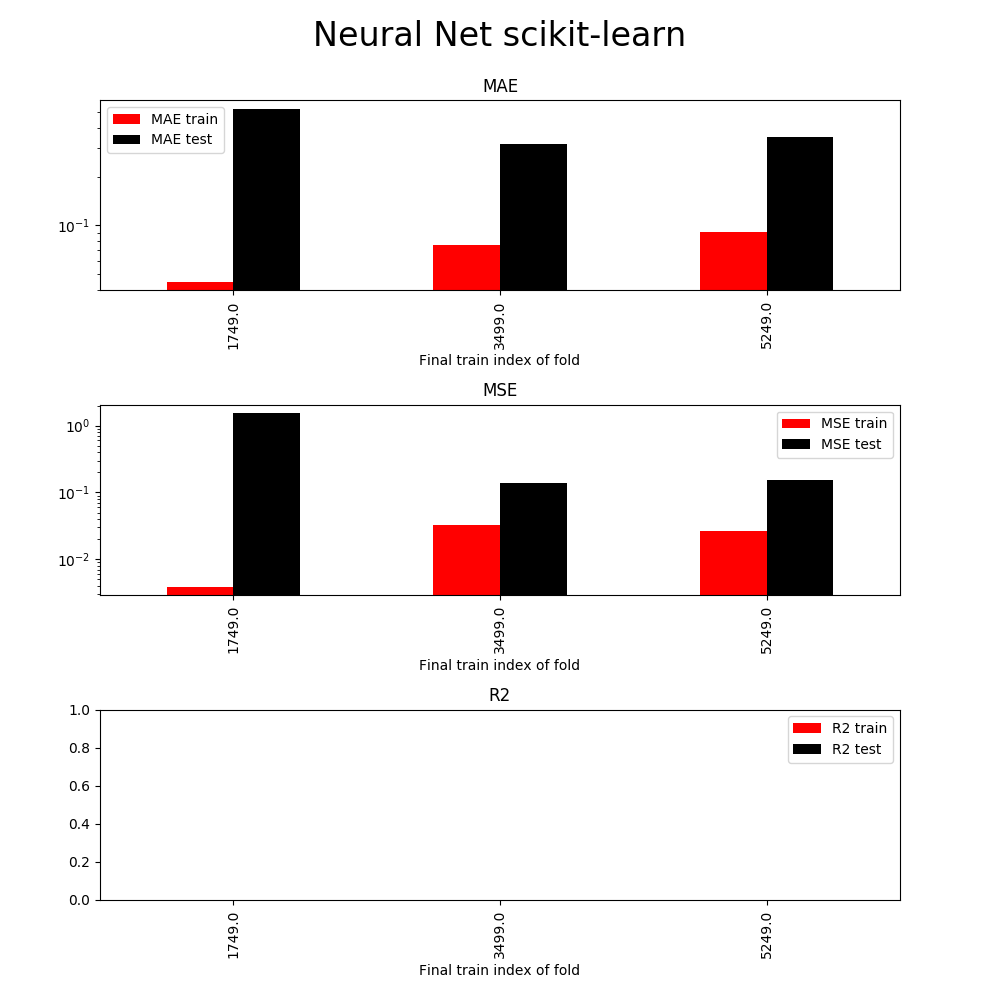 Neural Net scikit-learn
MAE
MAE train
MAE test
10⁻¹
1749.0
3499.0
5249.0
Final train index of fold
MSE
MSE train
MSE test
10⁰
10⁻¹
10⁻²
1749.0
3499.0
5249.0
Final train index of fold
R2
R2 train
R2 test
1.0
0.8
0.6
0.4
0.2
0.0
1749.0
3499.0
5249.0
Final train index of fold